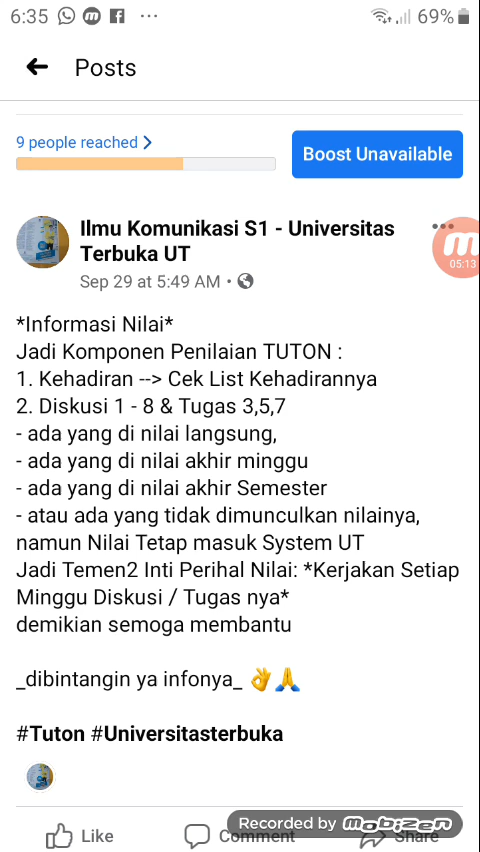 6:35
69%
Posts
9 people reached
Boost Unavailable
Ilmu Komunikasi S1 - Universitas
Terbuka UT
Sep 29 at 5:49 AM
05:13
*Informasi Nilai*
Jadi Komponen Penilaian TUTON :
1. Kehadiran --> Cek List Kehadirannya
2. Diskusi 1 - 8 & Tugas 3,5,7
- ada yang di nilai langsung,
- ada yang di nilai akhir minggu
- ada yang di nilai akhir Semester
- atau ada yang tidak dimunculkan nilainya,
namun Nilai Tetap masuk System UT
Jadi Temen2 Inti Perihal Nilai: *Kerjakan Setiap
Minggu Diskusi / Tugas nya*
demikian semoga membantu
_dibintangin ya infonya_ 👌🙏
#Tuton #Universitasterbuka
Recorded by Mobizen
Like
Comment
Share